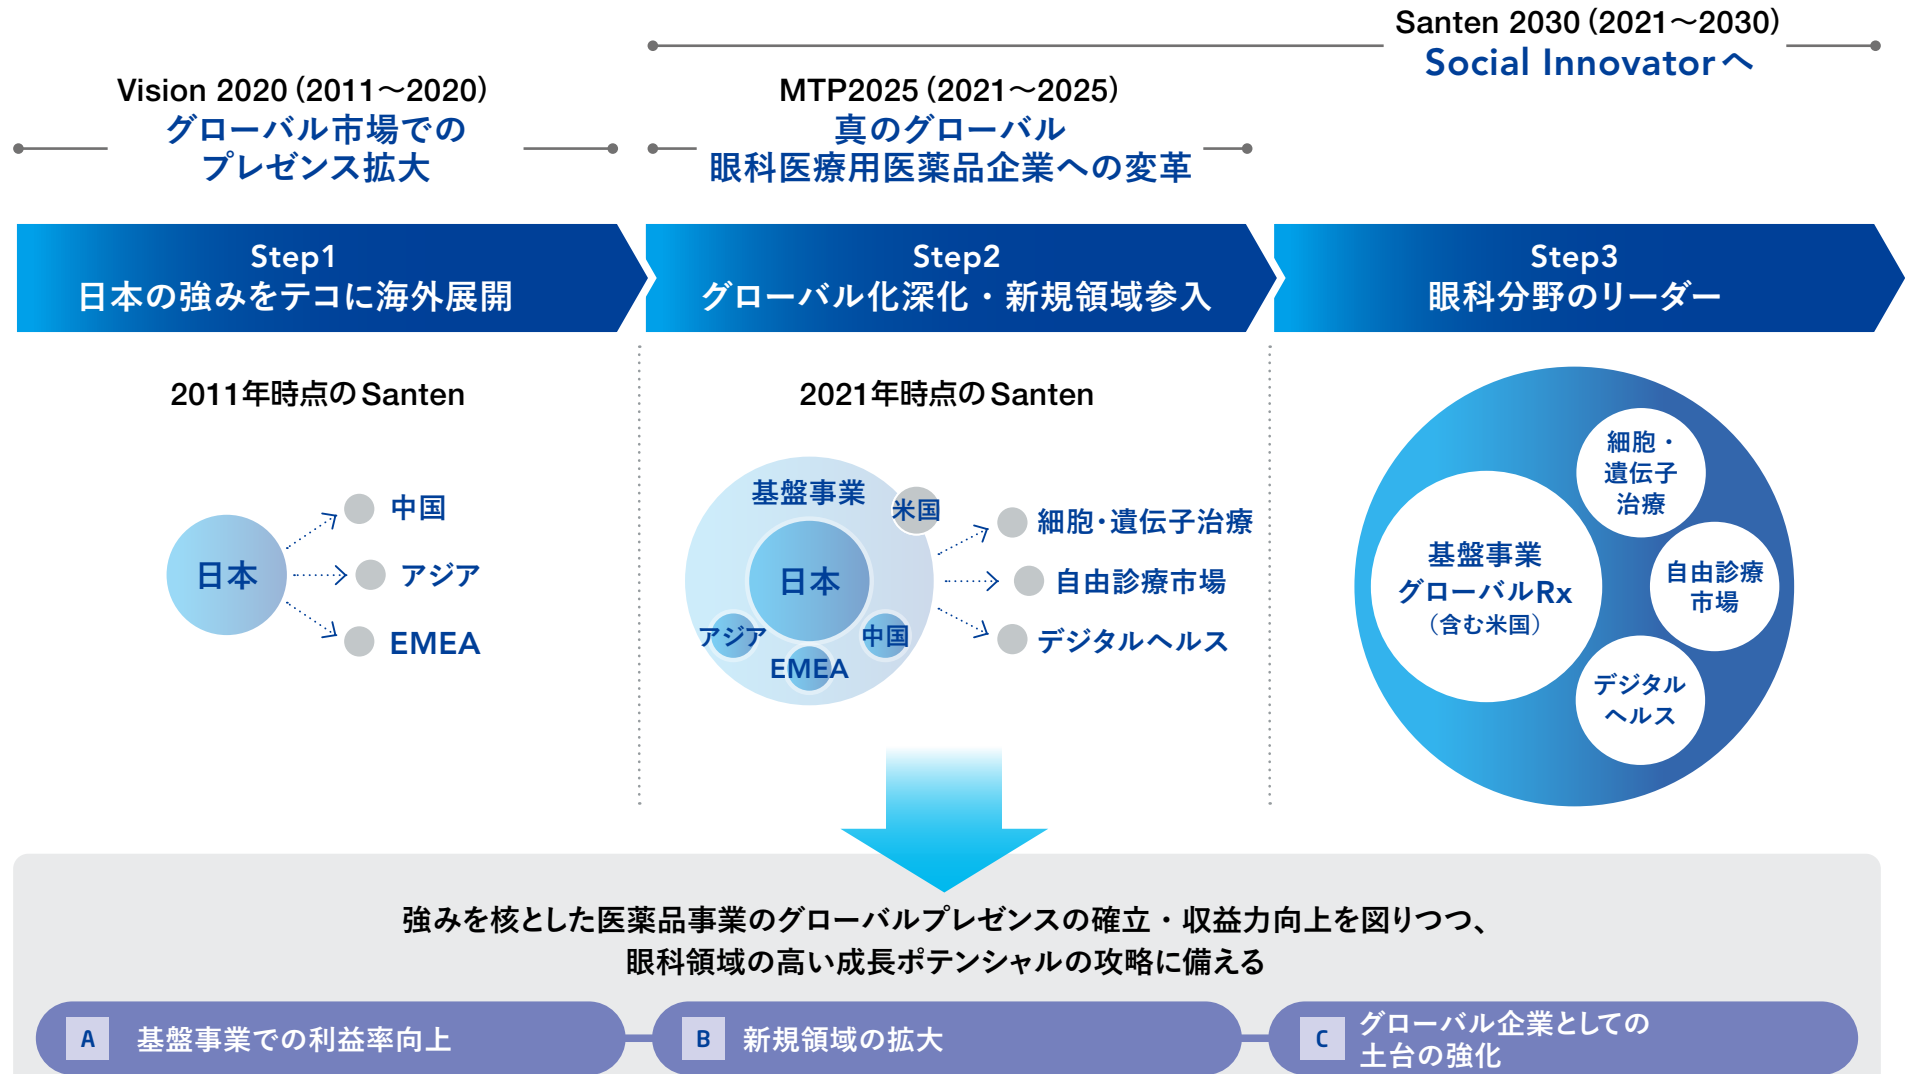 Santen 2030 (2021～2030)
Social Innovatorへ
Vision 2020 (2011～2020)
グローバル市場での
プレゼンス拡大
MTP2025 (2021～2025)
真のグローバル
眼科医療用医薬品企業への変革
Step1
日本の強みをテコに海外展開
Step2
グローバル化深化・新規領域参入
Step3
眼科分野のリーダー
2011年時点のSanten
日本
中国
アジア
EMEA
2021年時点のSanten
基盤事業
米国
日本
アジア
中国
EMEA
細胞・遺伝子治療
自由診療市場
デジタルヘルス
基盤事業
グローバルRx
（含む米国）
細胞・
遺伝子
治療
自由診療
市場
デジタル
ヘルス
強みを核とした医薬品事業のグローバルプレゼンスの確立・収益力向上を図りつつ、
眼科領域の高い成長ポテンシャルの攻略に備える
A 基盤事業での利益率向上
B 新規領域の拡大
C グローバル企業としての
土台の強化